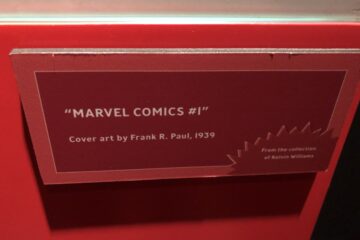 "MARVEL COMICS #1"
Cover art by Frank R. Paul, 1939
From the collection
of Kelvin Williams